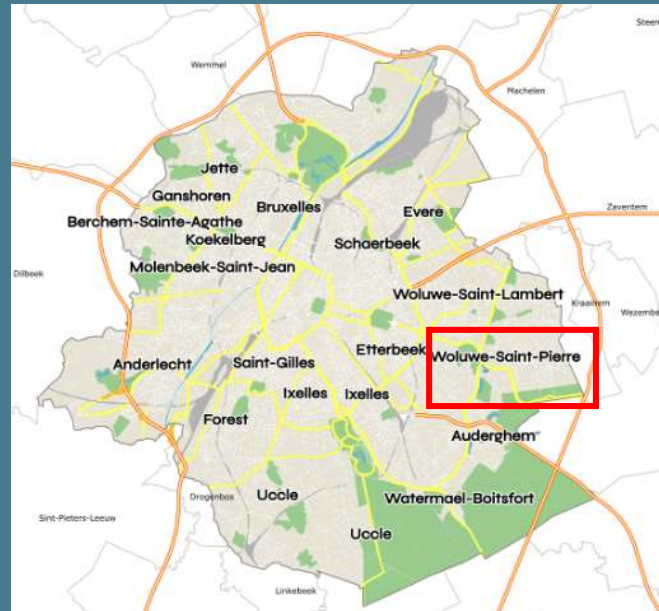 Steen
Wemmel
Machelen
Jette
Ganshoren
Bruxelles
Evere
Zaventem
Berchem-Sainte-Agathe
Koekelberg
Schaerbeek
Molenbeek-Saint-Jean
Dilbeek
Woluwe-Saint-Lambert
Kraainem
Wezembe
Etterbeek
Woluwe-Saint-Pierre
Anderlecht
Saint-Gilles
Ixelles
Ixelles
Forest
Auderghem
Drogenbos
Uccle
Watermael-Boitsfort
Sint-Pieters-Leeuw
Uccle
Linkebeek